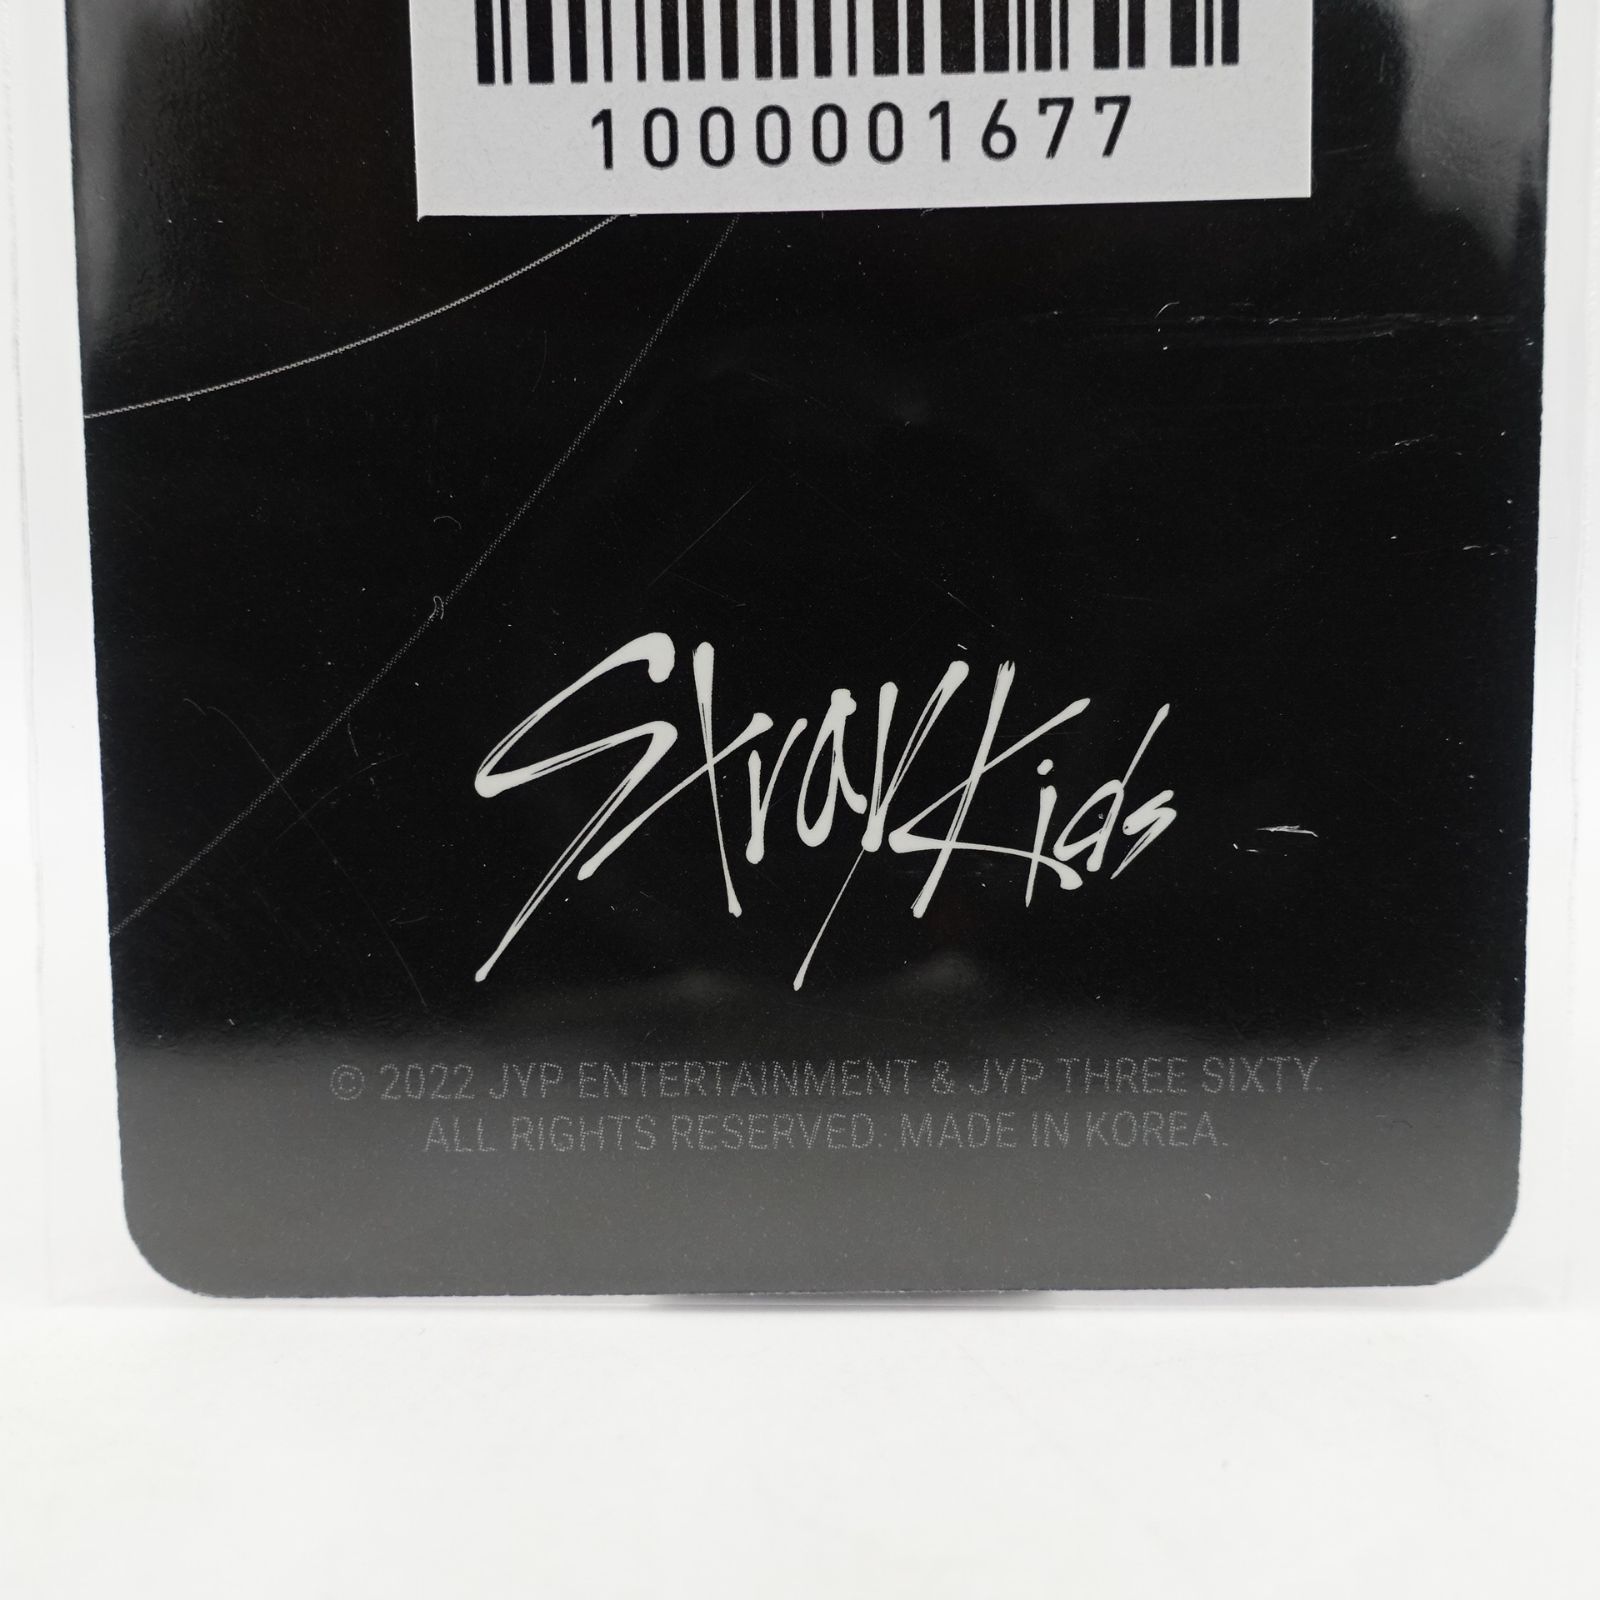 1000001677
Stray Kids
© 2022 JYP ENTERTAINMENT & JYP THREE SIXTY.
ALL RIGHTS RESERVED. MADE IN KOREA.